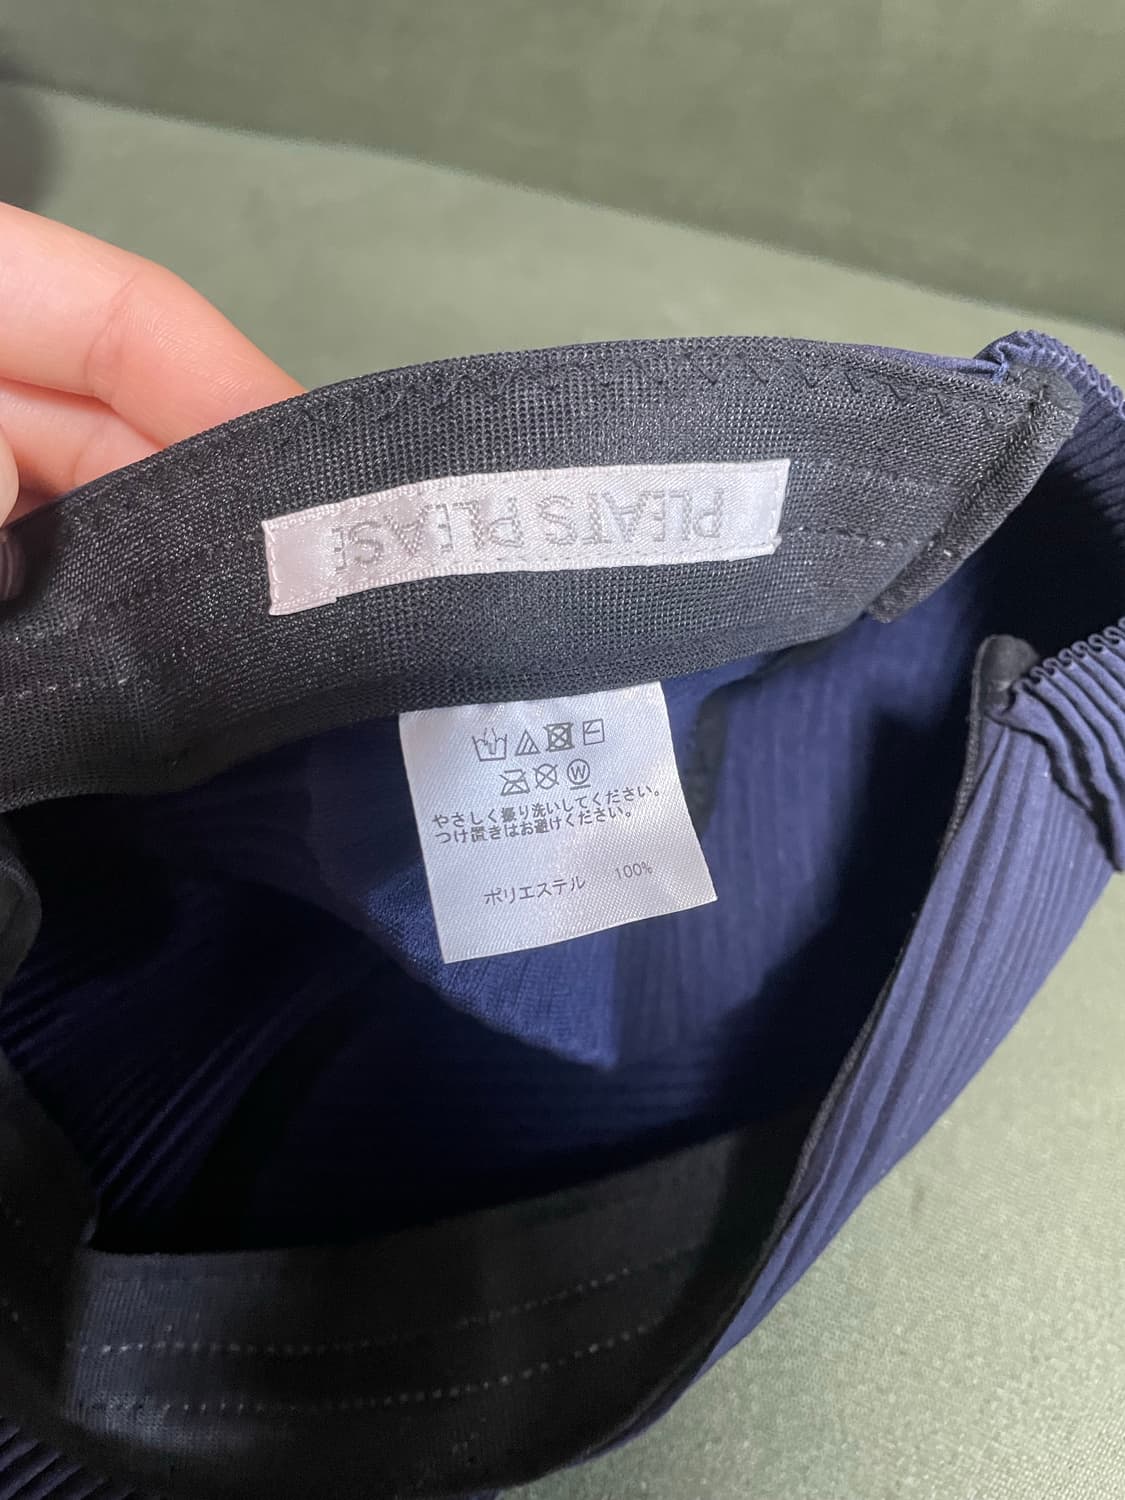 PLEATS PLEASE
やさしく振り洗いしてください。
つけ置きはお避けください。
ポリエステル 100%